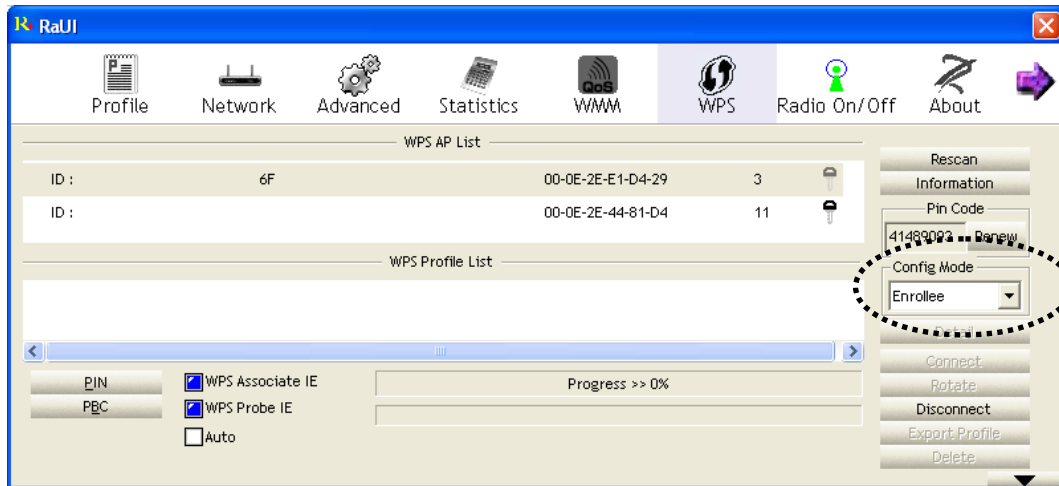 RaUI
Profile Network Advanced Statistics QoS WMM WPS Radio On/Off About
WPS AP List
ID : 6F 00-0E-2E-E1-D4-29 3
ID : 00-0E-2E-44-81-D4 11
Rescan
Information
Pin Code
41489093 Renew
WPS Profile List
Config Mode
Enrollee
Detail
Connect
Rotate
Disconnect
Export Profile
Delete
PIN
PBC
WPS Associate IE
WPS Probe IE
Auto
Progress >> 0%